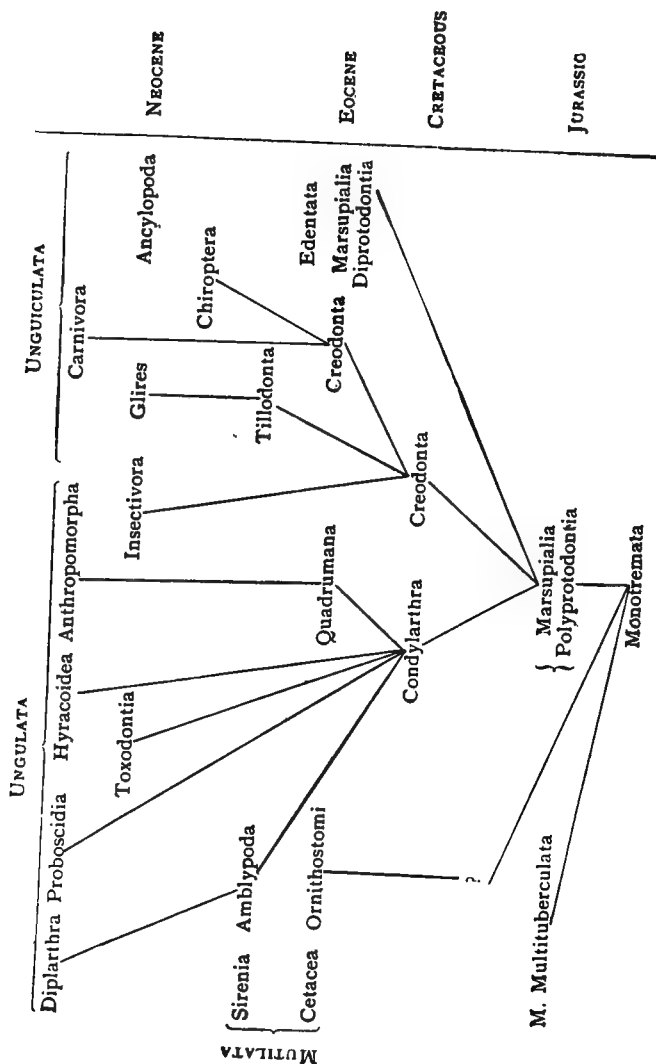 UNGULATA
UNGUICULATA
Diplarthra Proboscidia Hyracoidea Anthropomorpha
Carnivora
Toxodontia
Insectivora
Glires
Ancylopoda
NEOCENE
Chiroptera
Tillodonta
MUTILATA
Sirenia Amblypoda
Cetacea Ornithostomi
Quadrumana
Creodonta
Edentata
Marsupialia
Diprotodontia
EOCENE
Condylarthra
Creodonta
CRETACEOUS
?
M. Multituberculata
Marsupialia
Polyprotodontia
JURASSIC
Monotremata